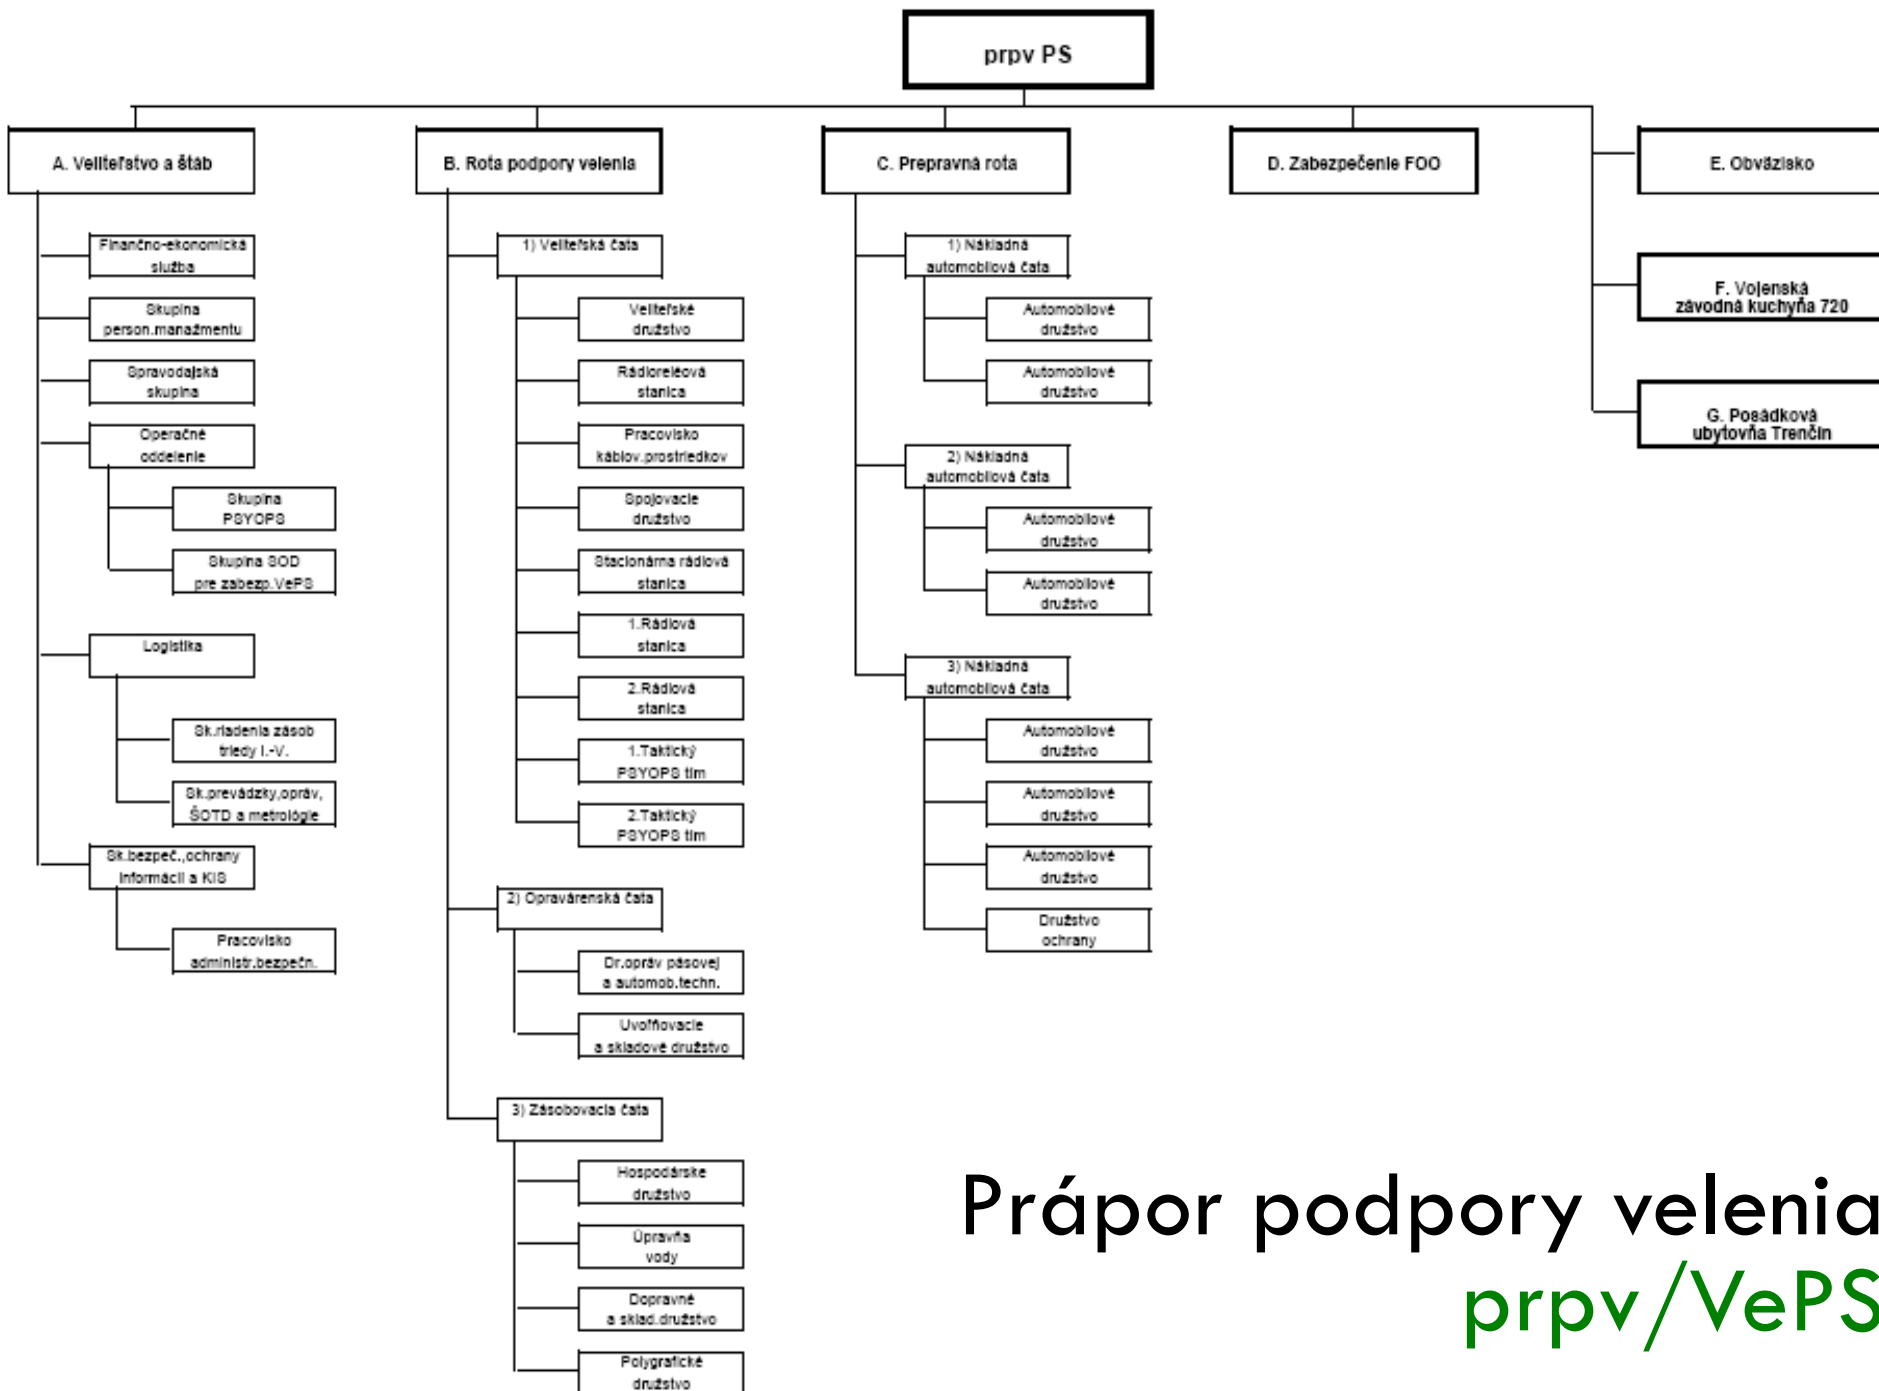 prpv PS
A. Veliteľstvo a štáb
Finančno-ekonomická
služba
Skupina
person.manažmentu
Spravodajská
skupina
Operačné
oddelenie
Skupina
PSYOPS
Skupina SOD
pre zabezp.VePS
Logistika
Sk.riadenia zásob
triedy I.-V.
Sk.prevádzky,opráv,
ŠOTD a metrológie
Sk.bezpeč.,ochrany
informácií a KIS
Pracovisko
administr.bezpečn.
B. Rota podpory velenia
1) Veliteľská čata
Veliteľské
družstvo
Rádioreléová
stanica
Pracovisko
káblov.prostriedkov
Spojovacie
družstvo
Stacionárna rádiová
stanica
1.Rádiová
stanica
2.Rádiová
stanica
1.Taktický
PSYOPS tím
2.Taktický
PSYOPS tím
2) Opravárenská čata
Dr.opráv pásovej
a automob.techn.
Uvoľňovacie
a skladové družstvo
3) Zásobovacia čata
Hospodárske
družstvo
Úpravňa
vody
Dopravné
a sklad.družstvo
Polygrafické
družstvo
C. Prepravná rota
1) Nákladná
automobilová čata
Automobilové
družstvo
Automobilové
družstvo
2) Nákladná
automobilová čata
Automobilové
družstvo
Automobilové
družstvo
3) Nákladná
automobilová čata
Automobilové
družstvo
Automobilové
družstvo
Automobilové
družstvo
Družstvo
ochrany
D. Zabezpečenie FOO
E. Obväzisko
F. Vojenská
závodná kuchyňa 720
G. Posádková
ubytovňa Trenčín
Prápor podpory velenia
prpv/VePS